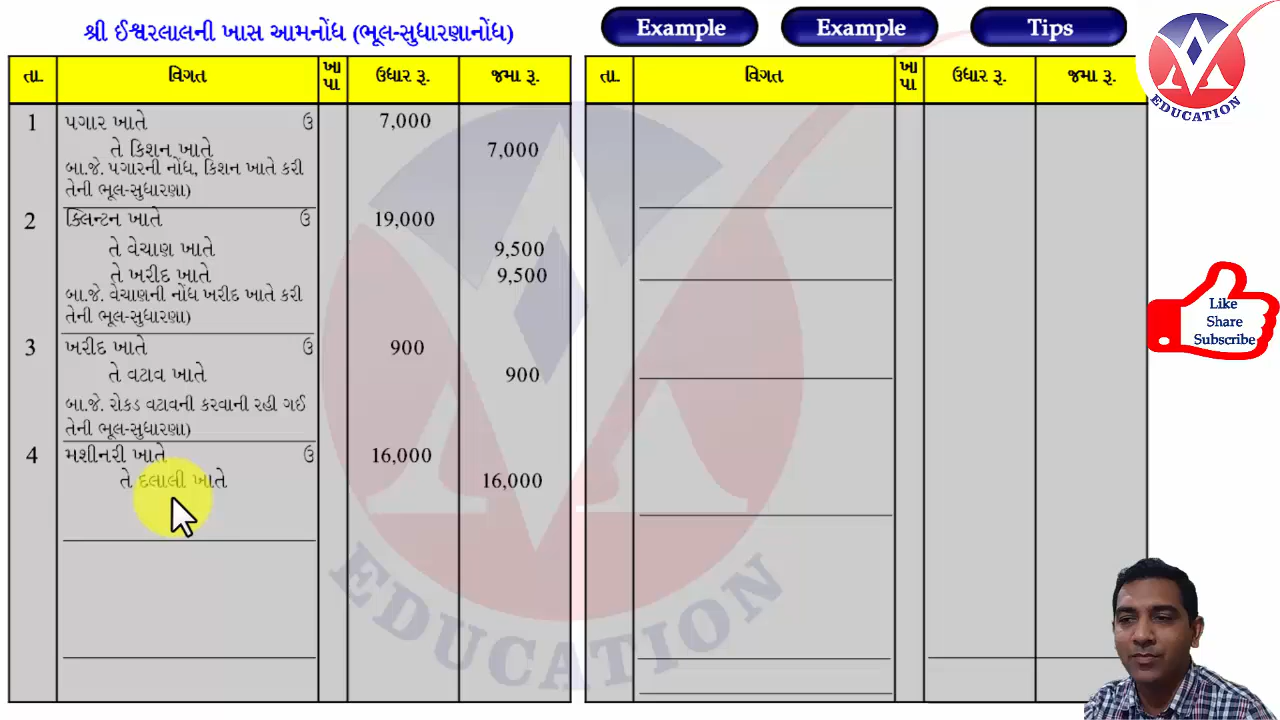 શ્રી ઈશ્વરલાલની ખાસ આમનોંધ (ભૂલ-સુધારણાનોંધ)
Example
Example
Tips
EDUCATION
તા.
વિગત
ખા પા
ઉધાર રૂ.
જમા રૂ.
તા.
વિગત
ખા પા
ઉધાર રૂ.
જમા રૂ.
1 પગાર ખાતે ઉ 7,000
તે કિશન ખાતે 7,000
બા.જે. પગારની નોંધ, કિશન ખાતે કરી
તેની ભૂલ-સુધારણા)
2 ક્લિન્ટન ખાતે ઉ 19,000
તે વેચાણ ખાતે 9,500
તે ખરીદ ખાતે 9,500
બા.જે. વેચાણની નોંધ ખરીદ ખાતે કરી
તેની ભૂલ-સુધારણા)
3 ખરીદ ખાતે ઉ 900
તે વટાવ ખાતે 900
બા.જે. રોકડ વટાવની કરવાની રહી ગઈ
તેની ભૂલ-સુધારણા)
4 મશીનરી ખાતે ઉ 16,000
તે દલાલી ખાતે 16,000
Like
Share
Subscribe
EDUCATION